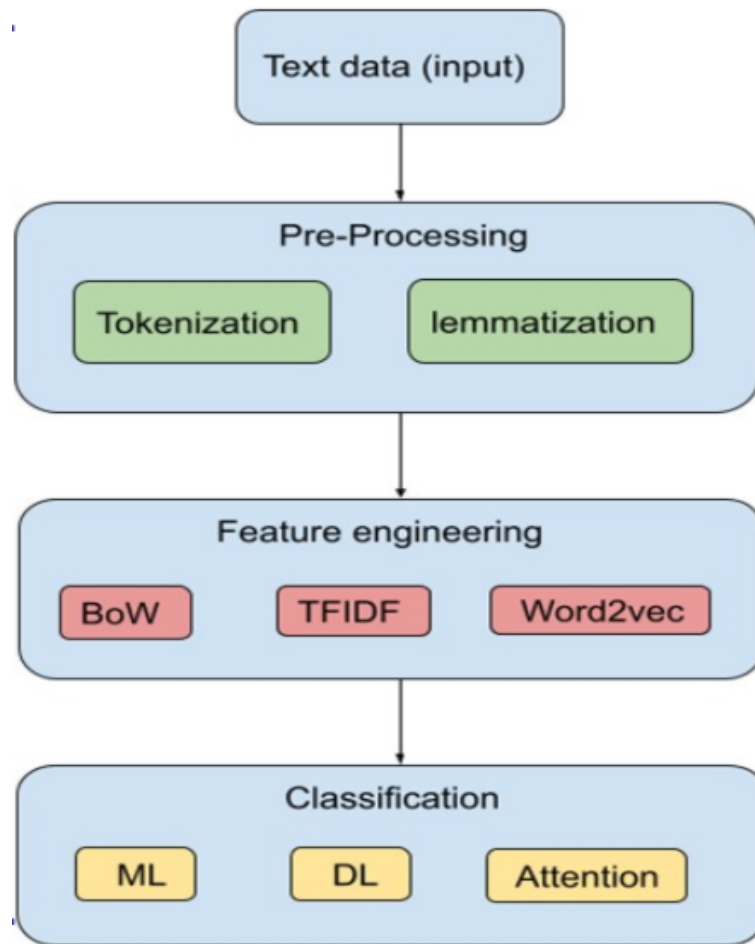 Text data (input)
Pre-Processing
Tokenization
lemmatization
Feature engineering
BoW
TFIDF
Word2vec
Classification
ML
DL
Attention